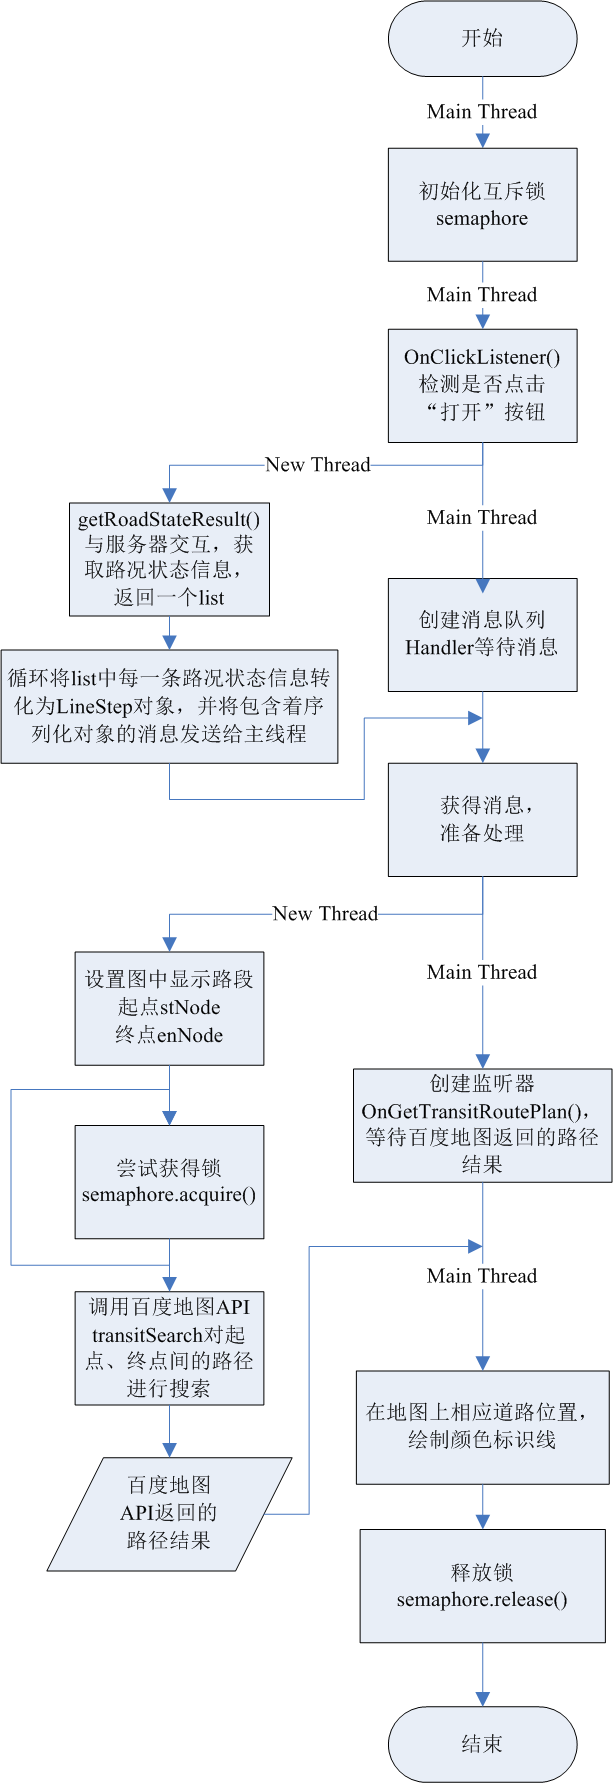 开始
Main Thread
初始化互斥锁
semaphore
Main Thread
OnClickListener()
检测是否点击
“打开”按钮
New Thread
getRoadStateResult()
与服务器交互，获
取路况状态信息，
返回一个list
Main Thread
创建消息队列
Handler等待消息
循环将list中每一条路况状态信息转
化为LineStep对象，并将包含着序
列化对象的消息发送给主线程
获得消息，
准备处理
New Thread
设置图中显示路段
起点stNode
终点enNode
Main Thread
创建监听器
OnGetTransitRoutePlan(),
等待百度地图返回的路径
结果
尝试获得锁
semaphore.acquire()
调用百度地图API
transitSearch对起
点、终点间的路径
进行搜索
百度地图
API返回的
路径结果
Main Thread
在地图上相应道路位置，
绘制颜色标识线
释放锁
semaphore.release()
结束